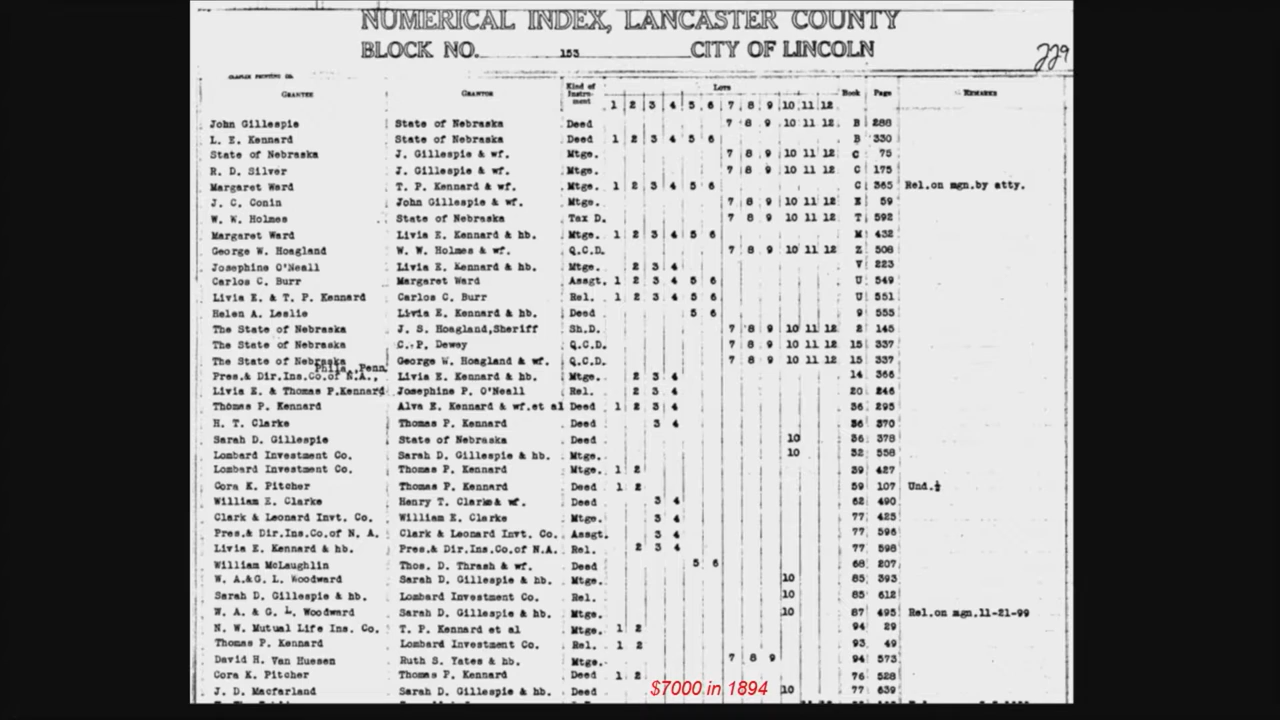 NUMERICAL INDEX, LANCASTER COUNTY
BLOCK NO. 153 CITY OF LINCOLN
229
GRANTEE GRANTOR Kind of Instrument Lots Book Page REMARKS
1 2 3 4 5 6 7 8 9 10 11 12
John Gillespie State of Nebraska Deed 7 8 9 10 11 12 B 288
L. E. Kennard State of Nebraska Deed 1 2 3 4 5 6 B 330
State of Nebraska J. Gillespie & wf. Mtge. 7 8 9 10 11 12 C 75
R. D. Silver J. Gillespie & wf. Mtge. 7 8 9 10 11 12 C 175
Margaret Ward T. P. Kennard & wf. Mtge. 1 2 3 4 5 6 C 365 Rel.on mgn.by atty.
J. C. Conin John Gillespie & wf. Mtge. 7 8 9 10 11 12 E 59
W. W. Holmes State of Nebraska Tax D. 7 8 9 10 11 12 T 592
Margaret Ward Livia E. Kennard & hb. Mtge. 1 2 3 4 5 6 M 432
George W. Hoagland W. W. Holmes & wf. Q.C.D. 7 8 9 10 11 12 Z 508
Josephine O'Neall Livia E. Kennard & hb. Mtge. 2 3 4 V 223
Carlos C. Burr Margaret Ward Assgt. 1 2 3 4 5 6 U 549
Livia E. & T. P. Kennard Carlos C. Burr Rel. 1 2 3 4 5 6 U 551
Helen A. Leslie Livia E. Kennard & hb. Deed 5 6 9 555
The State of Nebraska J. S. Hoagland,Sheriff Sh.D. 7 8 9 10 11 12 2 145
The State of Nebraska C. P. Dewey Q.C.D. 7 8 9 10 11 12 15 337
The State of Nebraska George W. Hoagland & wf. Q.C.D. 7 8 9 10 11 12 15 337
Phila. Penn.
Pres.& Dir.Ins.Co.of N.A., Livia E. Kennard & hb. Mtge. 2 3 4 14 366
Livia E. & Thomas P.Kennard Josephine P. O'Neall Rel. 2 3 4 20 246
Thomas P. Kennard Alva E. Kennard & wf.et al Deed 1 2 3 4 36 295
H. T. Clarke Thomas P. Kennard Deed 3 4 36 370
Sarah D. Gillespie State of Nebraska Deed 10 36 378
Lombard Investment Co. Sarah D. Gillespie & hb. Mtge. 10 32 558
Lombard Investment Co. Thomas P. Kennard Mtge. 1 2 39 427
Cora K. Pitcher Thomas P. Kennard Deed 1 2 59 107 Und.½
William E. Clarke Henry T. Clarke& wf. Deed 3 4 62 490
Clark & Leonard Invt. Co. William E. Clarke Mtge. 3 4 77 425
Pres.& Dir.Ins.Co.of N. A. Clark & Leonard Invt. Co. Assgt. 3 4 77 596
Livia E. Kennard & hb. Pres.& Dir.Ins.Co.of N.A. Rel. 2 3 4 77 598
William McLaughlin Thos. D. Thrash & wf. Deed 5 6 68 207
W. A.&G. L. Woodward Sarah D. Gillespie & hb. Mtge. 10 85 393
Sarah D. Gillespie & hb. Lombard Investment Co. Rel. 10 85 612
W. A. & G. L. Woodward Sarah D. Gillespie & hb. Mtge. 10 87 495 Rel.on mgn.11-21-99
N. W. Mutual Life Ins. Co. T. P. Kennard et al Mtge. 1 2 94 29
Thomas P. Kennard Lombard Investment Co. Rel. 1 2 93 49
David H. Van Huesen Ruth S. Yates & hb. Mtge. 7 8 9 94 573
Cora K. Pitcher Thomas P. Kennard Deed 1 2 76 528
J. D. Macfarland Sarah D. Gillespie & hb. Deed $7000 in 1894 10 77 639